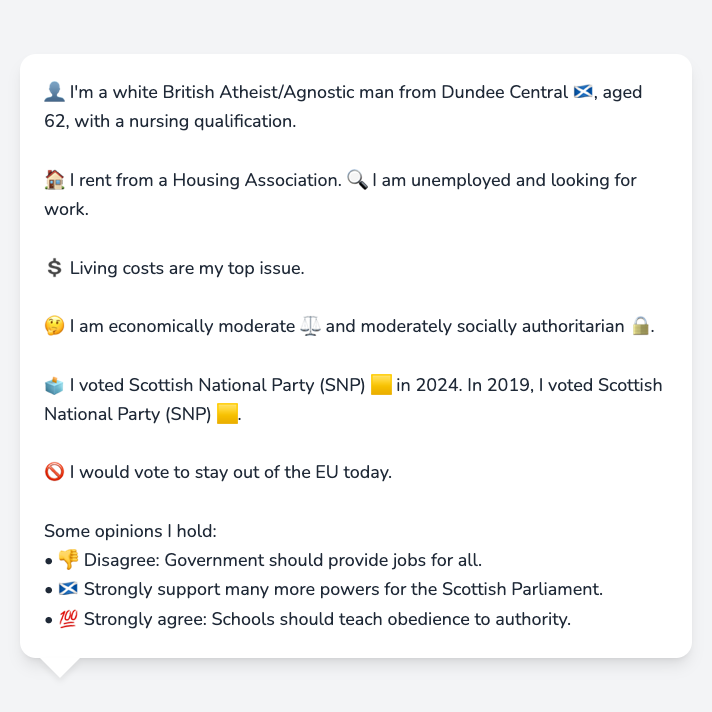 👤 I'm a white British Atheist/Agnostic man from Dundee Central 🏴󠁧󠁢󠁳󠁣󠁴󠁿, aged
62, with a nursing qualification.
🏠 I rent from a Housing Association. 🔍 I am unemployed and looking for
work.
💲 Living costs are my top issue.
🤔 I am economically moderate ⚖️ and moderately socially authoritarian 🔒.
🗳️ I voted Scottish National Party (SNP) 🟨 in 2024. In 2019, I voted Scottish
National Party (SNP) 🟨.
🚫 I would vote to stay out of the EU today.
Some opinions I hold:
• 👎 Disagree: Government should provide jobs for all.
• 🏴󠁧󠁢󠁳󠁣󠁴󠁿 Strongly support many more powers for the Scottish Parliament.
• 💯 Strongly agree: Schools should teach obedience to authority.